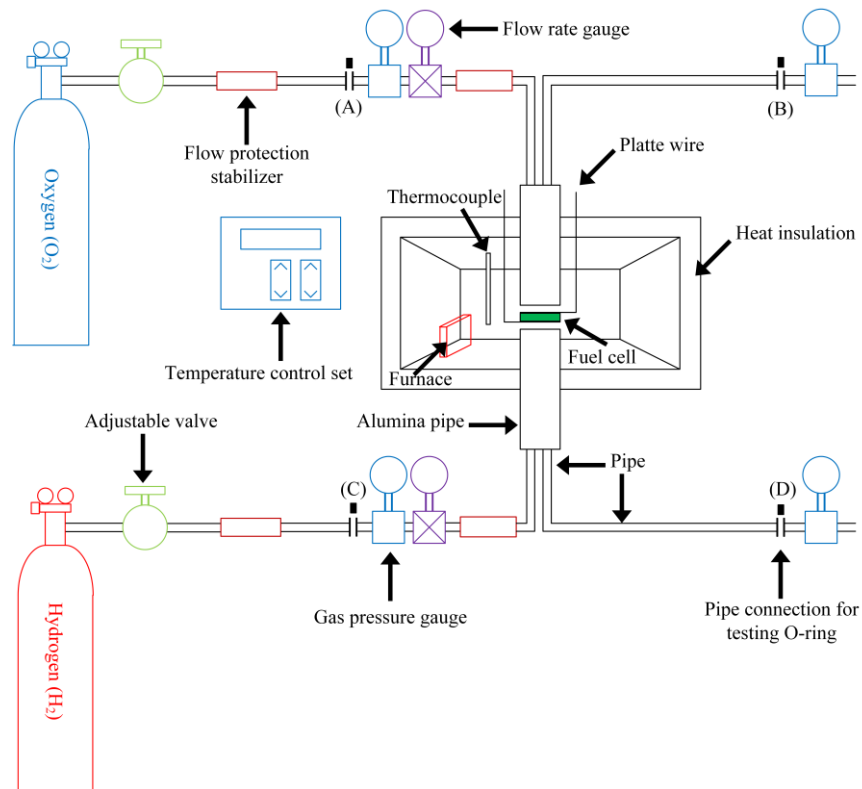 Flow rate gauge
(A)
(B)
Flow protection
stabilizer
Platte wire
Thermocouple
Oxygen (O₂)
Heat insulation
Temperature control set
Furnace
Fuel cell
Adjustable valve
Alumina pipe
Pipe
(C)
(D)
Hydrogen (H₂)
Gas pressure gauge
Pipe connection for
testing O-ring